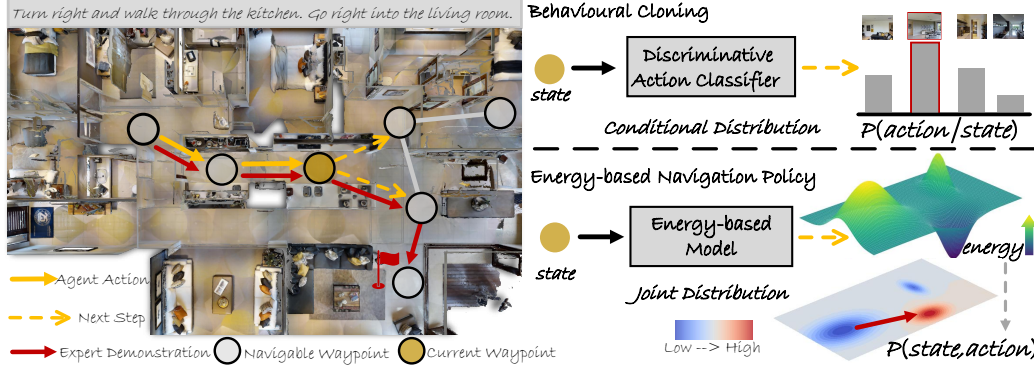 Turn right and walk through the kitchen. Go right into the living room.
Agent Action
Next Step
Expert Demonstration
Navigable Waypoint
Current Waypoint
Behavioural Cloning
state
Discriminative
Action Classifier
Conditional Distribution
P(action/state)
Energy-based Navigation Policy
state
Energy-based
Model
energy
Joint Distribution
Low --> High
P(state,action)